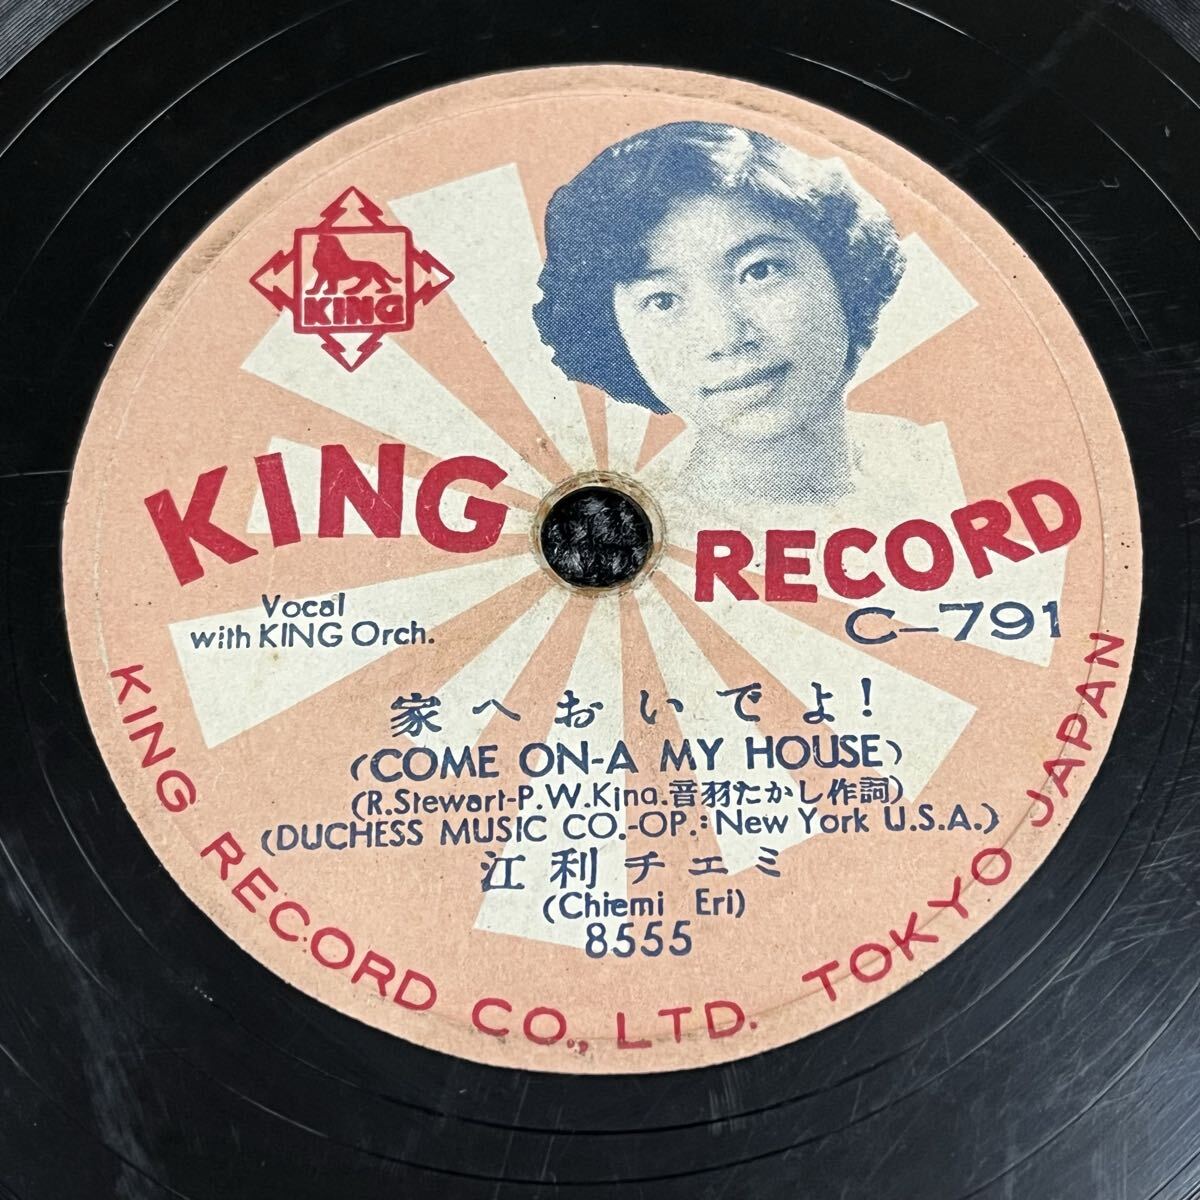 KING
KING RECORD
C-791
Vocal
with KING Orch.
家へおいでよ!
(COME ON-A MY HOUSE)
(R.Stewart-P.W.King.音羽たかし作詞)
(DUCHESS MUSIC CO.-OP.:New York U.S.A.)
江利チエミ
(Chiemi Eri)
8555
KING RECORD CO., LTD. TOKYO JAPAN